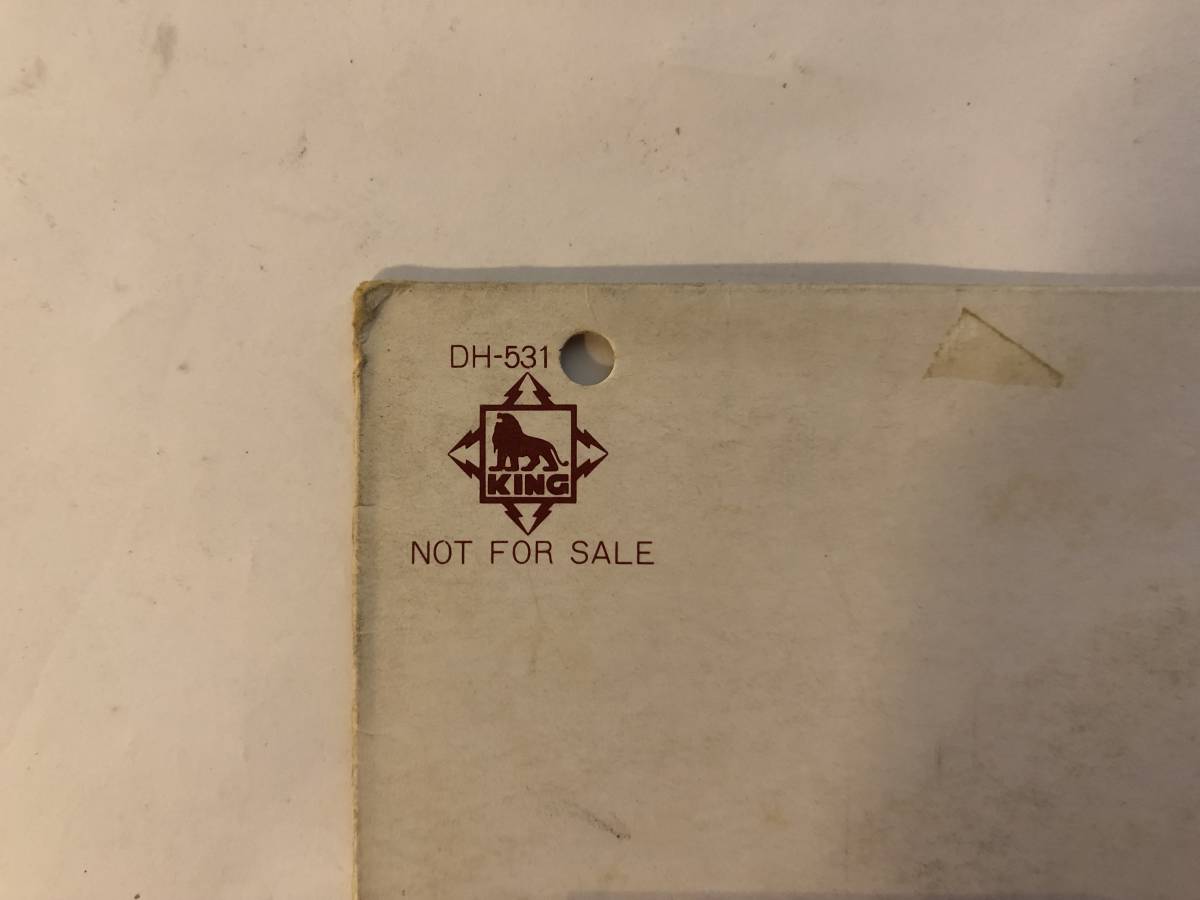 DH-531
KING
NOT FOR SALE